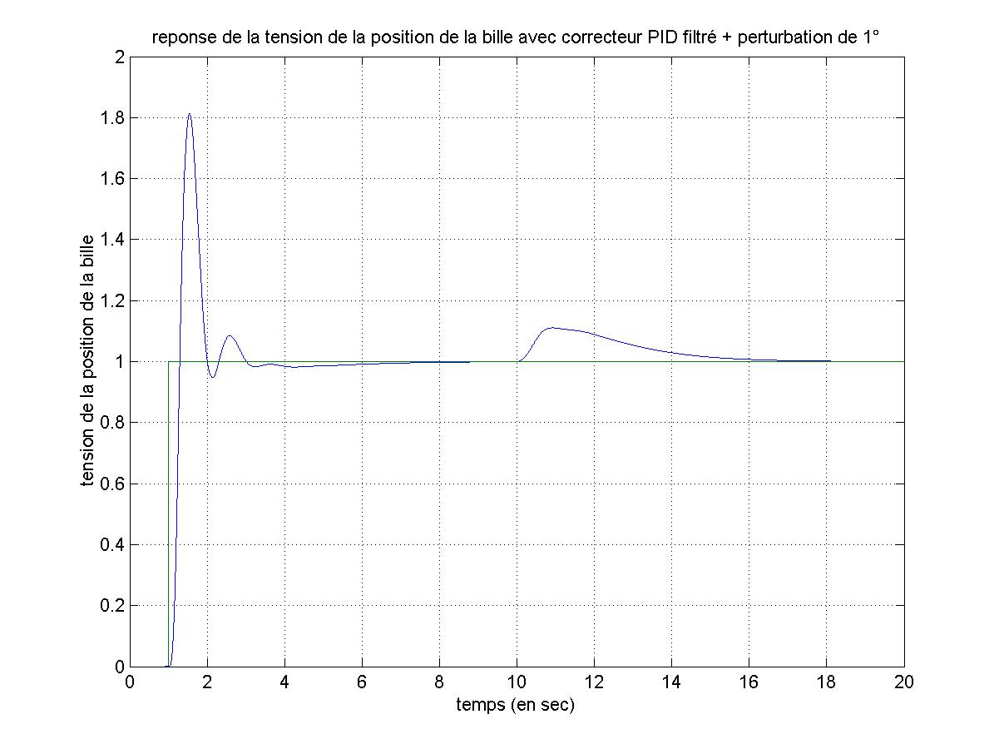 reponse de la tension de la position de la bille avec correcteur PID filtré + perturbation de 1°
tension de la position de la bille
2
1.8
1.6
1.4
1.2
1
0.8
0.6
0.4
0.2
0
0 2 4 6 8 10 12 14 16 18 20
temps (en sec)